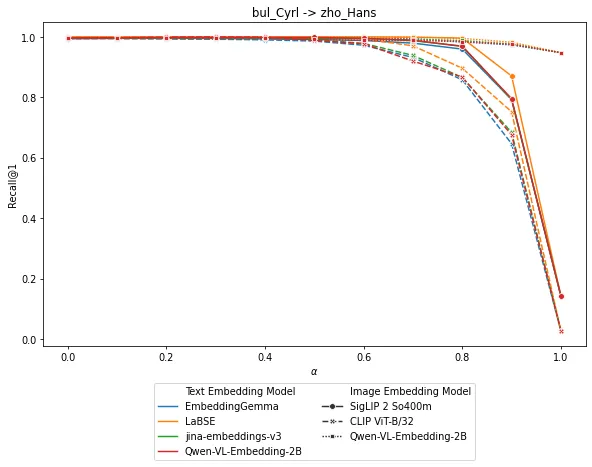 bul_Cyrl -> zho_Hans
Recall@1
1.0
0.8
0.6
0.4
0.2
0.0
0.0 0.2 0.4 0.6 0.8 1.0
α
Text Embedding Model
EmbeddingGemma
LaBSE
jina-embeddings-v3
Qwen-VL-Embedding-2B
Image Embedding Model
SigLIP 2 So400m
CLIP ViT-B/32
Qwen-VL-Embedding-2B